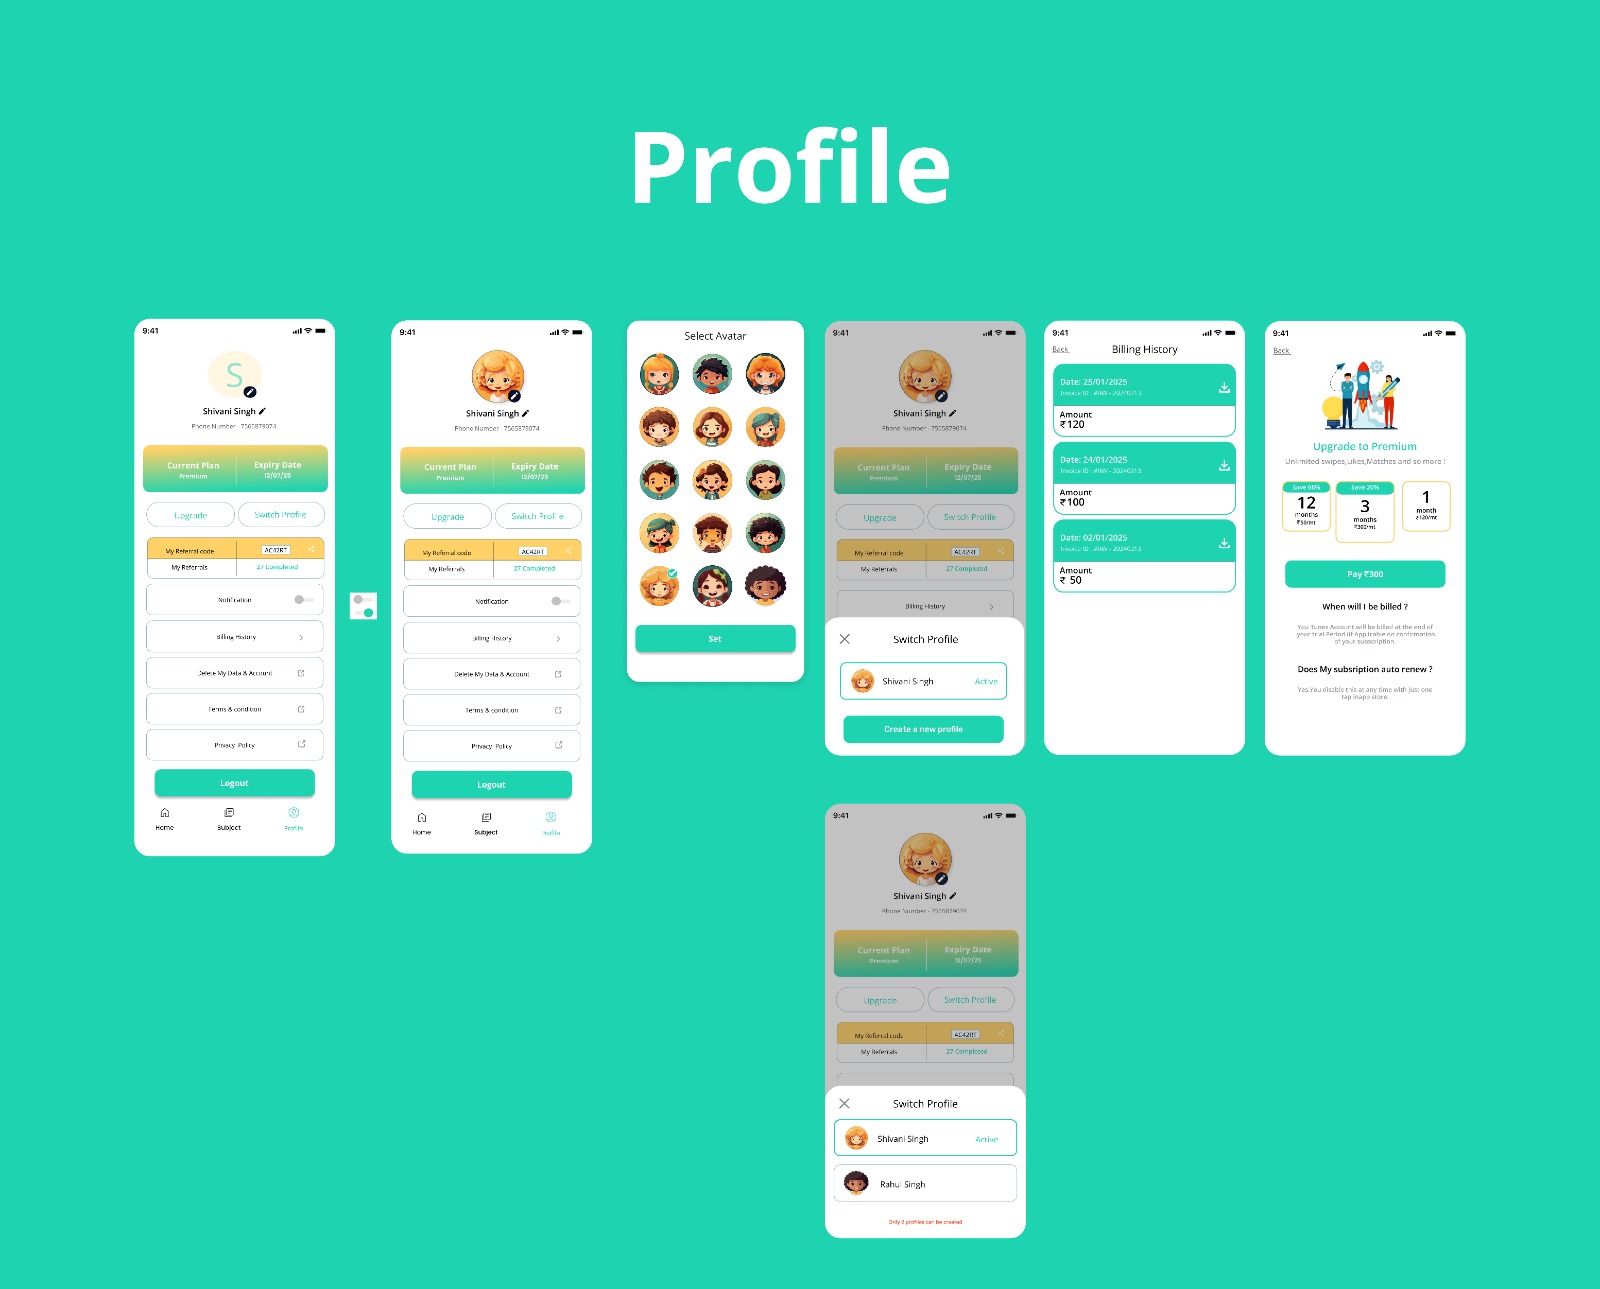 Profile
9:41
S
Shivani Singh
Phone Number - 7565879074
Current Plan
Expiry Date
Premium
12/07/25
Upgrade
Switch Profile
My Referral code
AC42RT
My Referrals
27 Completed
Notification
Billing History
Delete My Data & Account
Terms & condition
Privacy Policy
Logout
Home
Subject
Profile
9:41
Shivani Singh
Phone Number - 7565879074
Current Plan
Expiry Date
Premium
12/07/25
Upgrade
Switch Profile
My Referral code
AC42RT
My Referrals
27 Completed
Notification
Billing History
Delete My Data & Account
Terms & condition
Privacy Policy
Logout
Home
Subject
Profile
Select Avatar
Set
9:41
Shivani Singh
Phone Number - 7565879074
Current Plan
Expiry Date
Premium
12/07/25
Upgrade
Switch Profile
My Referral code
AC42RT
My Referrals
27 Completed
Billing History
Switch Profile
Shivani Singh
Active
Create a new profile
9:41
Back
Billing History
Date: 25/01/2025
Invoice ID : #INV - 20240213
Amount
₹120
Date: 24/01/2025
Invoice ID : #INV - 20240213
Amount
₹100
Date: 02/01/2025
Invoice ID : #INV - 20240213
Amount
₹ 50
9:41
Back
Upgrade to Premium
Unlimited swipes,Likes,Matches and so more !
Save 66%
12
months
₹50/mt
Save 20%
3
months
₹300/mt
1
month
₹120/mt
Pay ₹300
When will I be billed ?
You Tunes Account will be billed at the end of
your trial Period (if Applicable on confirmation
of your subscription.
Does My subsription auto renew ?
Yes,You disable this at any time with just one
tap inapp store.
9:41
Shivani Singh
Phone Number - 7565879074
Current Plan
Expiry Date
Premium
12/07/25
Upgrade
Switch Profile
My Referral code
AC42RT
My Referrals
27 Completed
Switch Profile
Shivani Singh
Active
Rahul Singh
Only 2 profiles can be created